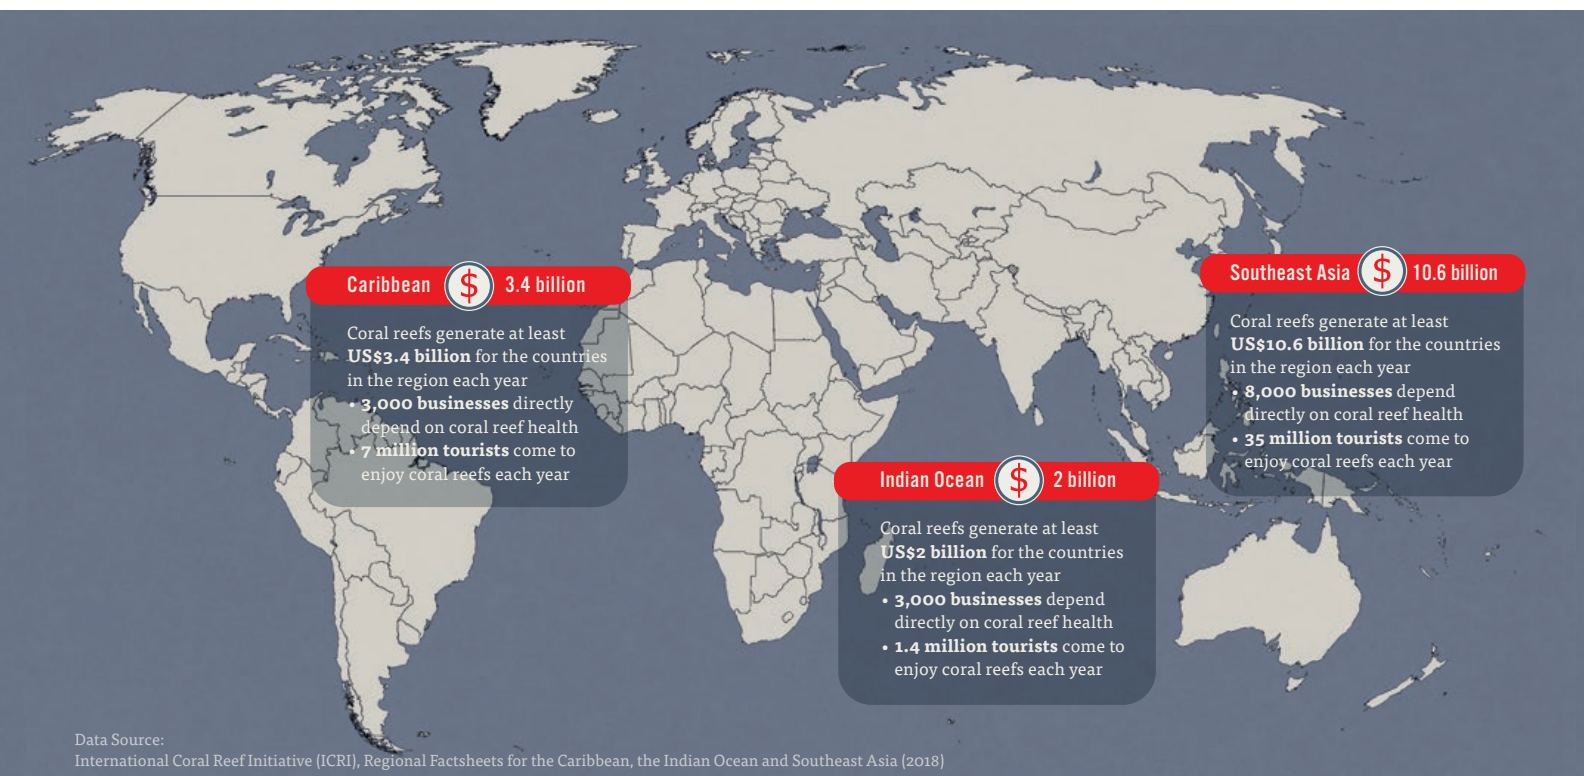 Caribbean $ 3.4 billion
Coral reefs generate at least
US$3.4 billion for the countries
in the region each year
• 3,000 businesses directly
depend on coral reef health
• 7 million tourists come to
enjoy coral reefs each year
Indian Ocean $ 2 billion
Coral reefs generate at least
US$2 billion for the countries
in the region each year
• 3,000 businesses depend
directly on coral reef health
• 1.4 million tourists come to
enjoy coral reefs each year
Southeast Asia $ 10.6 billion
Coral reefs generate at least
US$10.6 billion for the countries
in the region each year
• 8,000 businesses depend
directly on coral reef health
• 35 million tourists come to
enjoy coral reefs each year
Data Source:
International Coral Reef Initiative (ICRI), Regional Factsheets for the Caribbean, the Indian Ocean and Southeast Asia (2018)